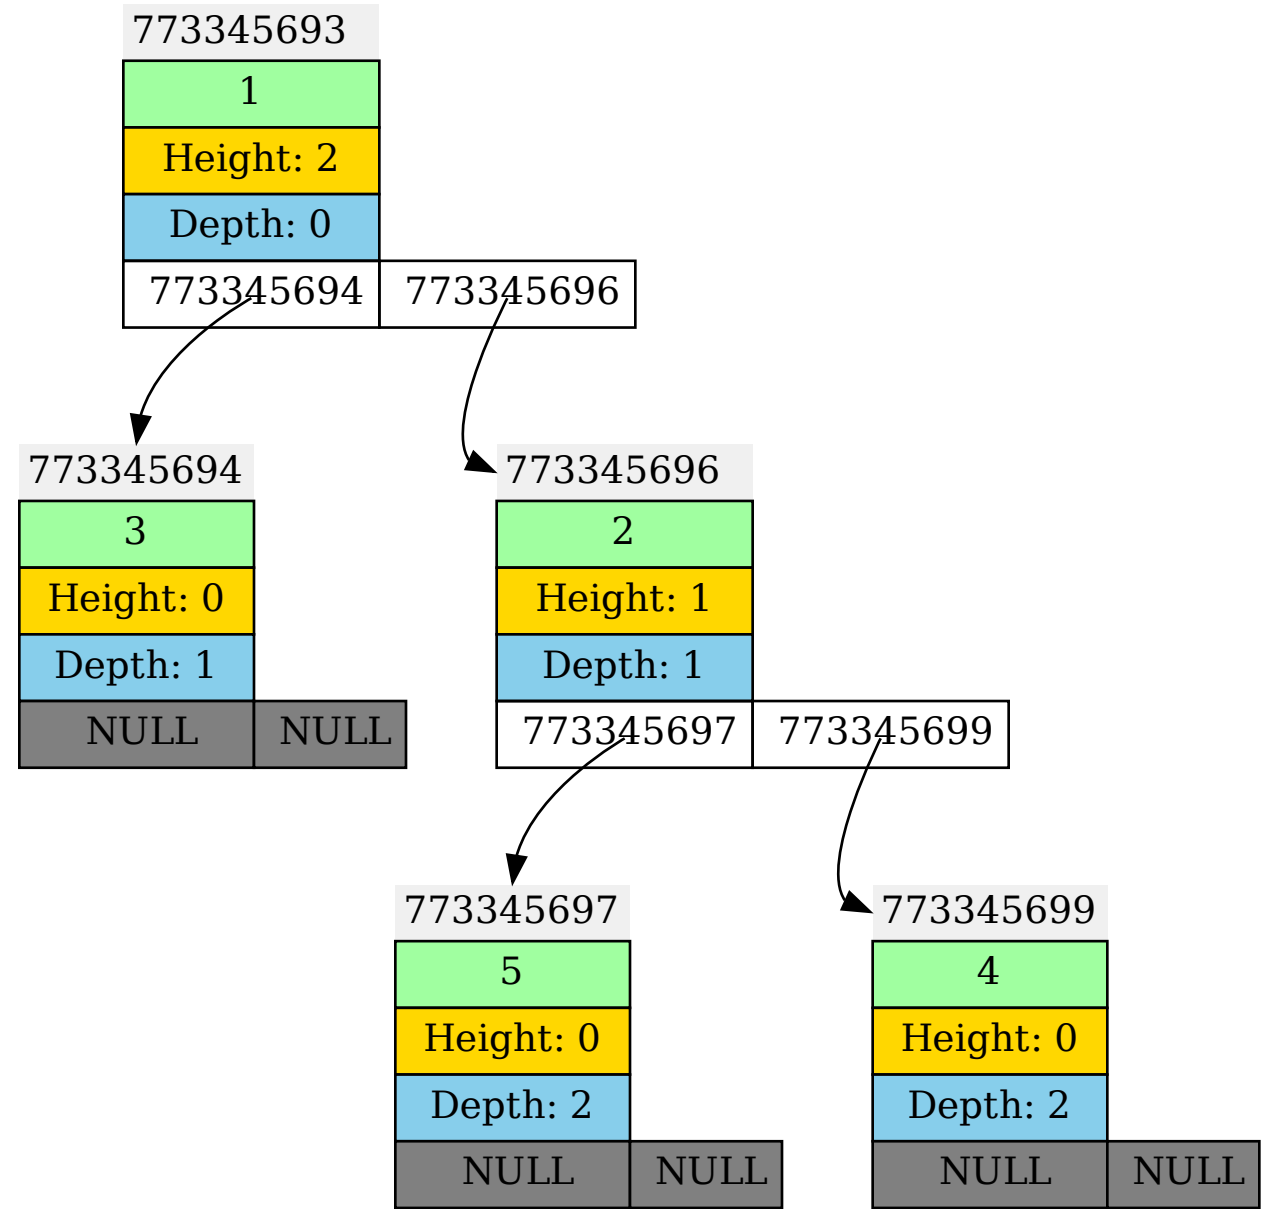 773345693
1
Height: 2
Depth: 0
773345694 773345696
773345694
3
Height: 0
Depth: 1
NULL NULL
773345696
2
Height: 1
Depth: 1
773345697 773345699
773345697
5
Height: 0
Depth: 2
NULL NULL
773345699
4
Height: 0
Depth: 2
NULL NULL